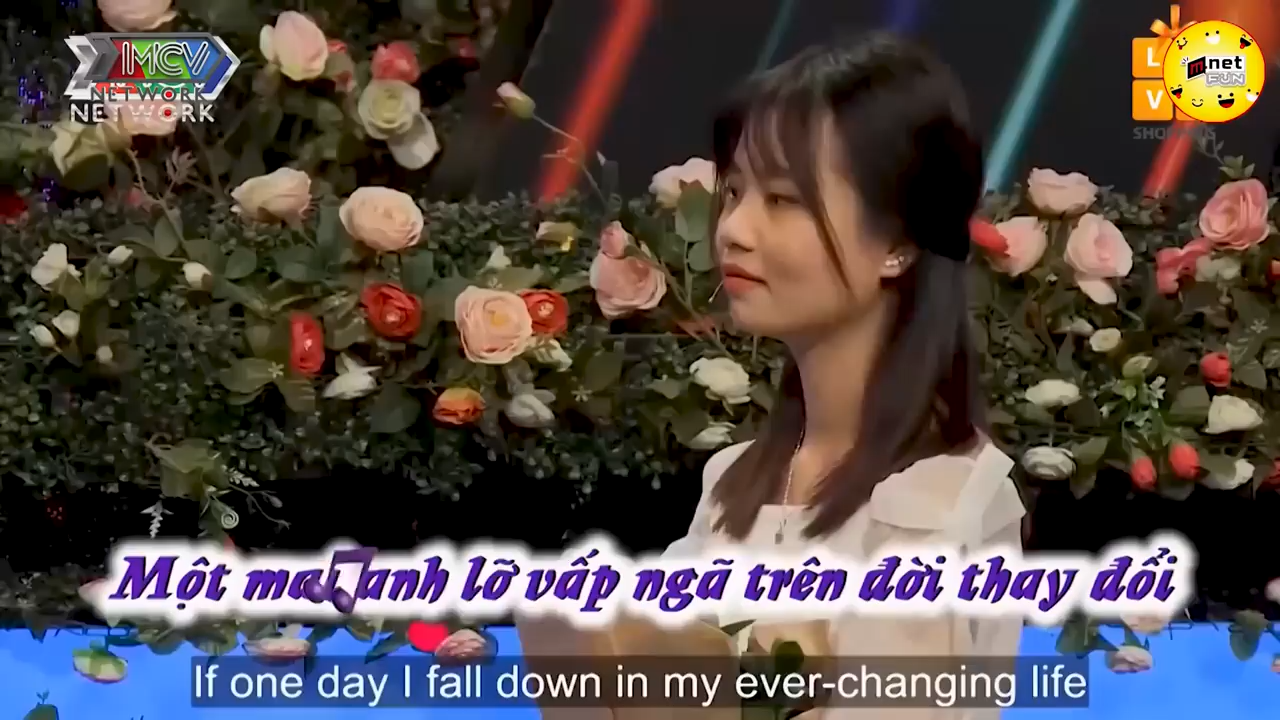 MCV
NETWORK
NETWORK
mnet
FUN
L
V
Một mai anh lỡ vấp ngã trên đời thay đổi
If one day I fall down in my ever-changing life